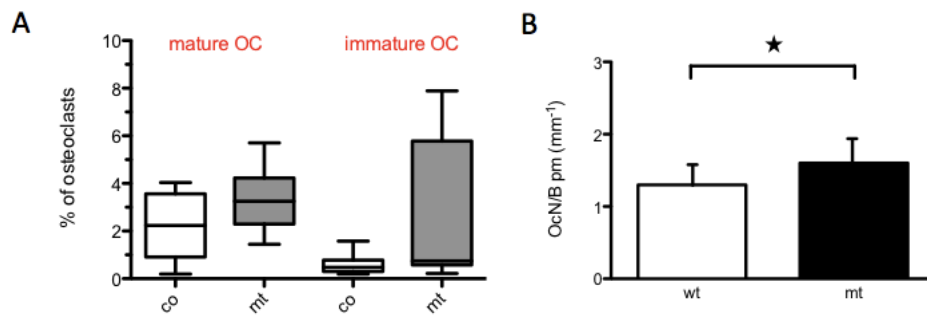 A
mature OC immature OC
% of osteoclasts
10
8
6
4
2
0
co mt co mt
B
★
OcN/B pm (mm⁻¹)
3
2
1
0
wt mt